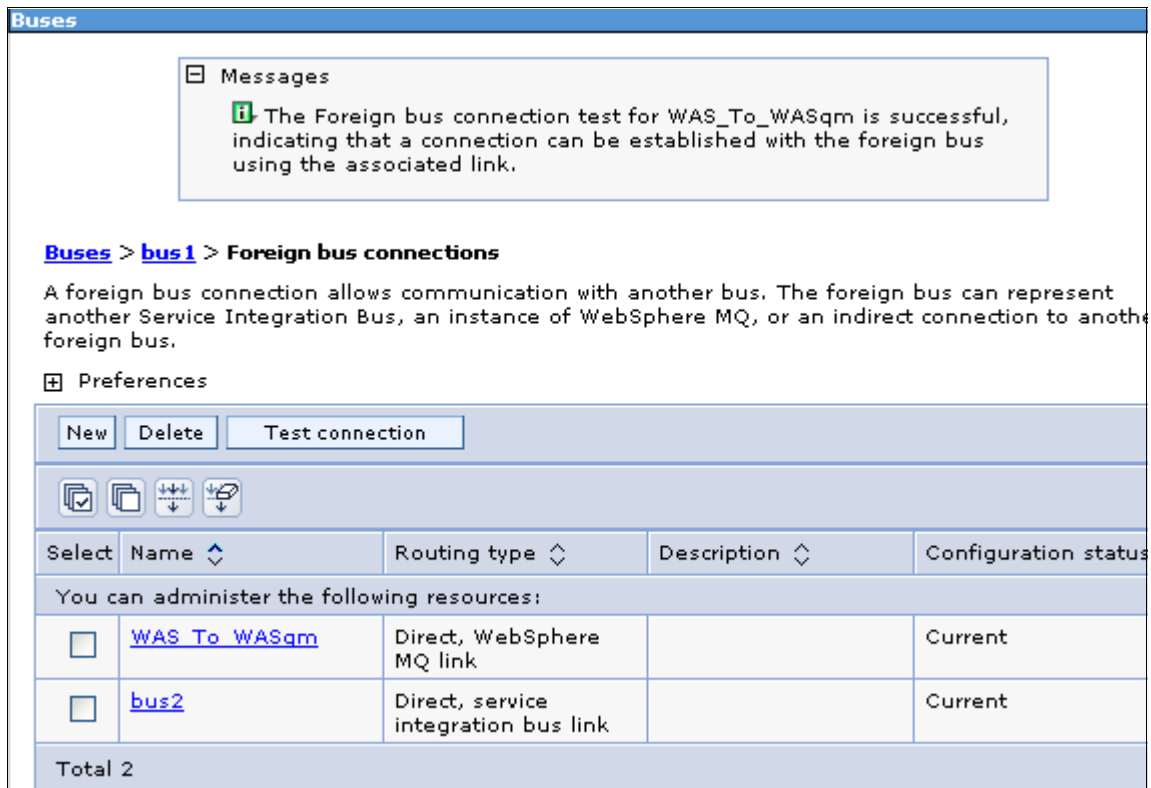 Buses
Messages
The Foreign bus connection test for WAS_To_WASqm is successful,
indicating that a connection can be established with the foreign bus
using the associated link.
Buses > bus1 > Foreign bus connections
A foreign bus connection allows communication with another bus. The foreign bus can represent
another Service Integration Bus, an instance of WebSphere MQ, or an indirect connection to anothe
foreign bus.
Preferences
New Delete Test connection
Select Name Routing type Description Configuration status
You can administer the following resources:
WAS_To_WASqm Direct, WebSphere Current
MQ link
bus2 Direct, service Current
integration bus link
Total 2